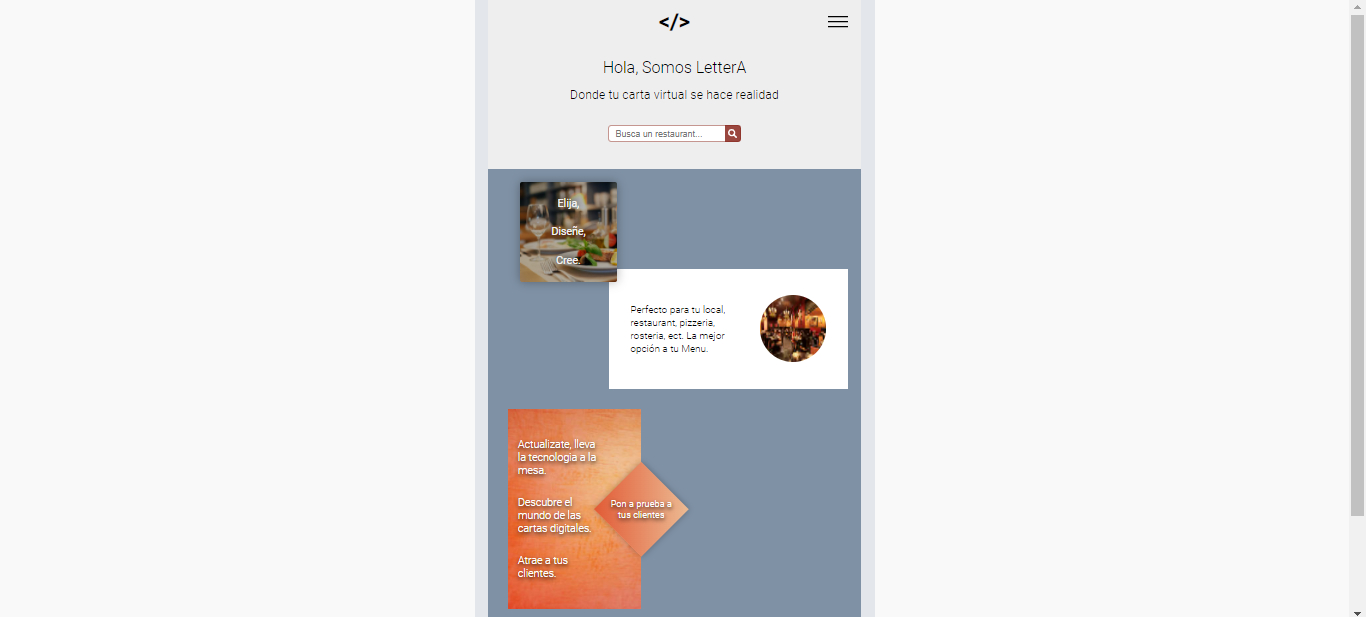 </>
Hola, Somos LetterA
Donde tu carta virtual se hace realidad
Busca un restaurant...
Elija,
Diseñe,
Cree.
Perfecto para tu local,
restaurant, pizzeria,
rosteria, ect. La mejor
opción a tu Menu.
Actualizate, lleva
la tecnologia a la
mesa.
Descubre el
mundo de las
cartas digitales.
Atrae a tus
clientes.
Pon a prueba a
tus clientes